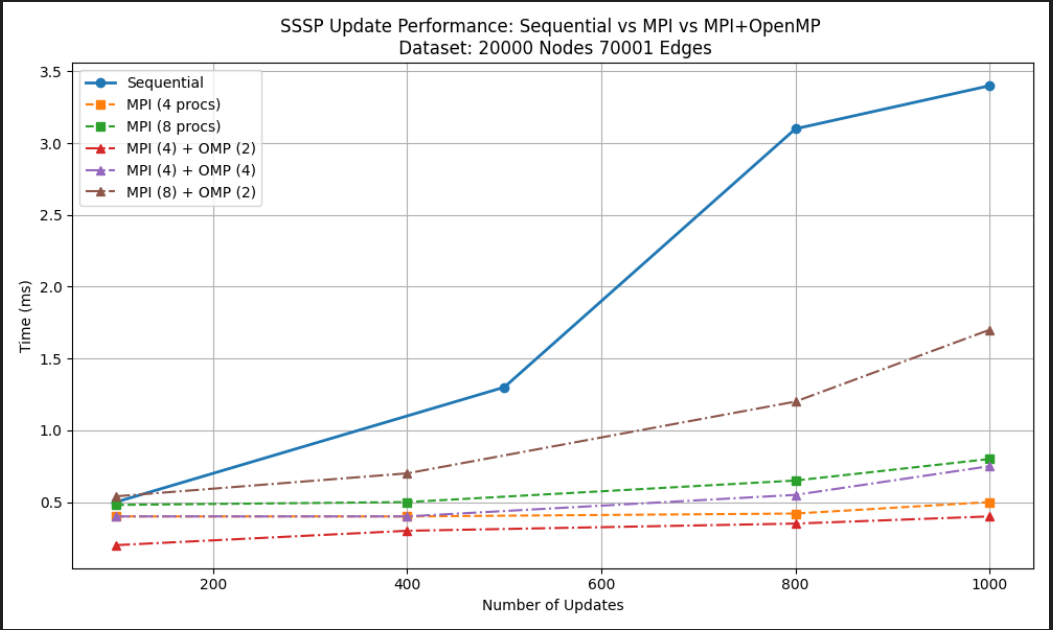 SSSP Update Performance: Sequential vs MPI vs MPI+OpenMP
Dataset: 20000 Nodes 70001 Edges
Sequential
MPI (4 procs)
MPI (8 procs)
MPI (4) + OMP (2)
MPI (4) + OMP (4)
MPI (8) + OMP (2)
3.5
3.0
2.5
2.0
1.5
1.0
0.5
Time (ms)
200 400 600 800 1000
Number of Updates